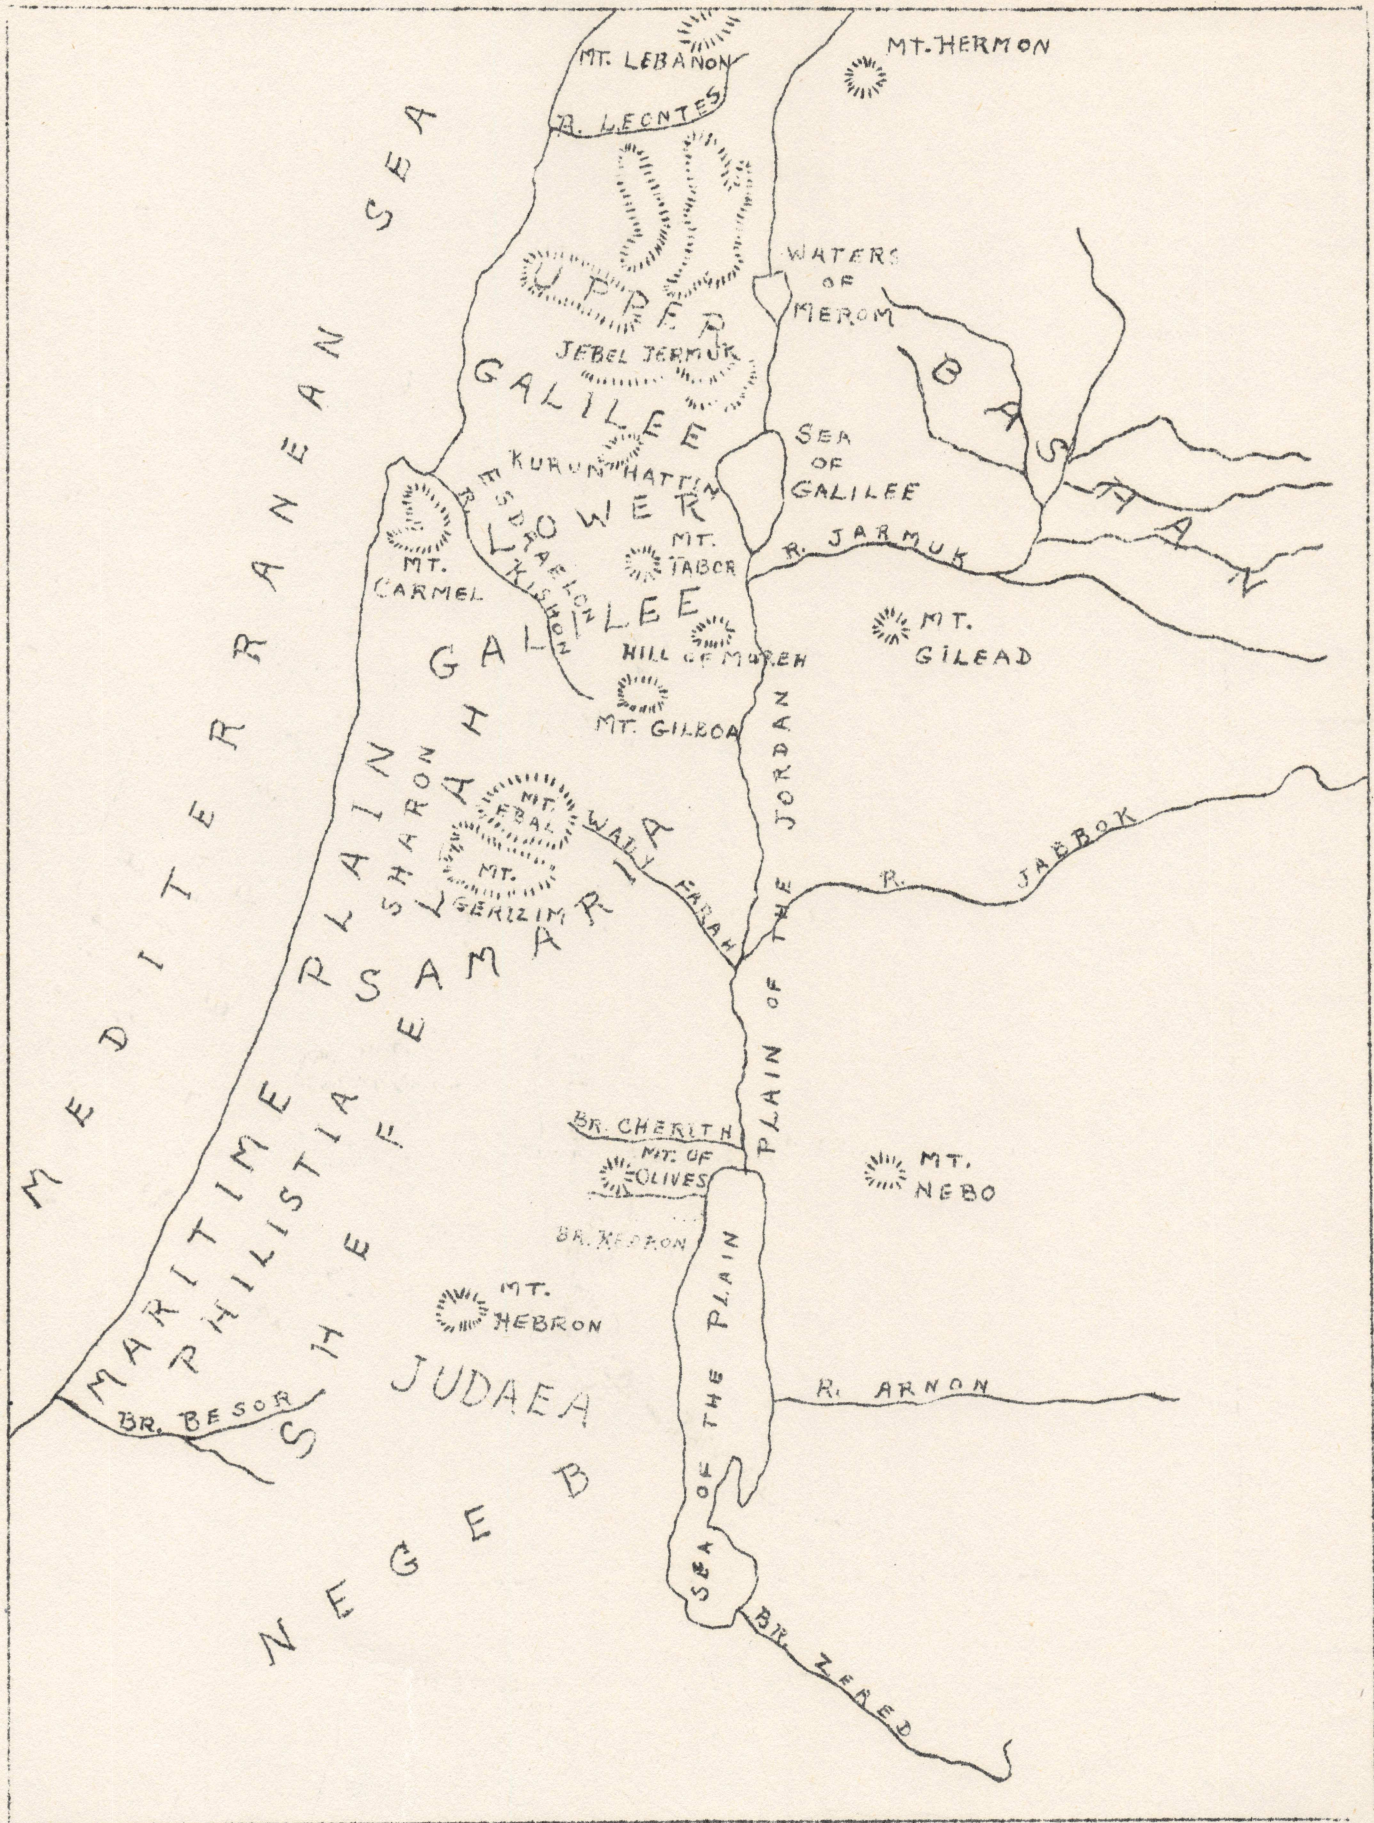 MT. LEBANON
MT. HERMON
R. LEONTES
MEDITERRANEAN SEA
WATERS
OF
MEROM
UPPER
JEBEL JERMUK
GALILEE
BASHAN
SEA
OF
GALILEE
KURUN HATTIN
ESDRAELON
R. KISHON
LOWER
MT.
TABOR
R. JARMUK
MT.
CARMEL
GALILEE
HILL OF MOREH
MT.
GILEAD
MT. GILBOA
PLAIN OF THE JORDAN
MARITIME PLAIN
SHARON
SHEFELAH
MT.
EBAL
MT.
GERIZIM
WADY FARAH
SAMARIA
R. JABBOK
PHILISTIA
BR. CHERITH
MT. OF
OLIVES
MT.
NEBO
BR. KEDRON
MT.
HEBRON
JUDAEA
SEA OF THE PLAIN
R. ARNON
BR. BESOR
NEGEB
BR. ZERED